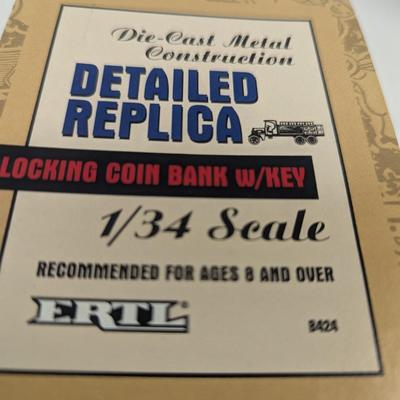 Die-Cast Metal
Construction
DETAILED
REPLICA
LOCKING COIN BANK W/KEY
1/34 Scale
RECOMMENDED FOR AGES 8 AND OVER
ERTL
8424